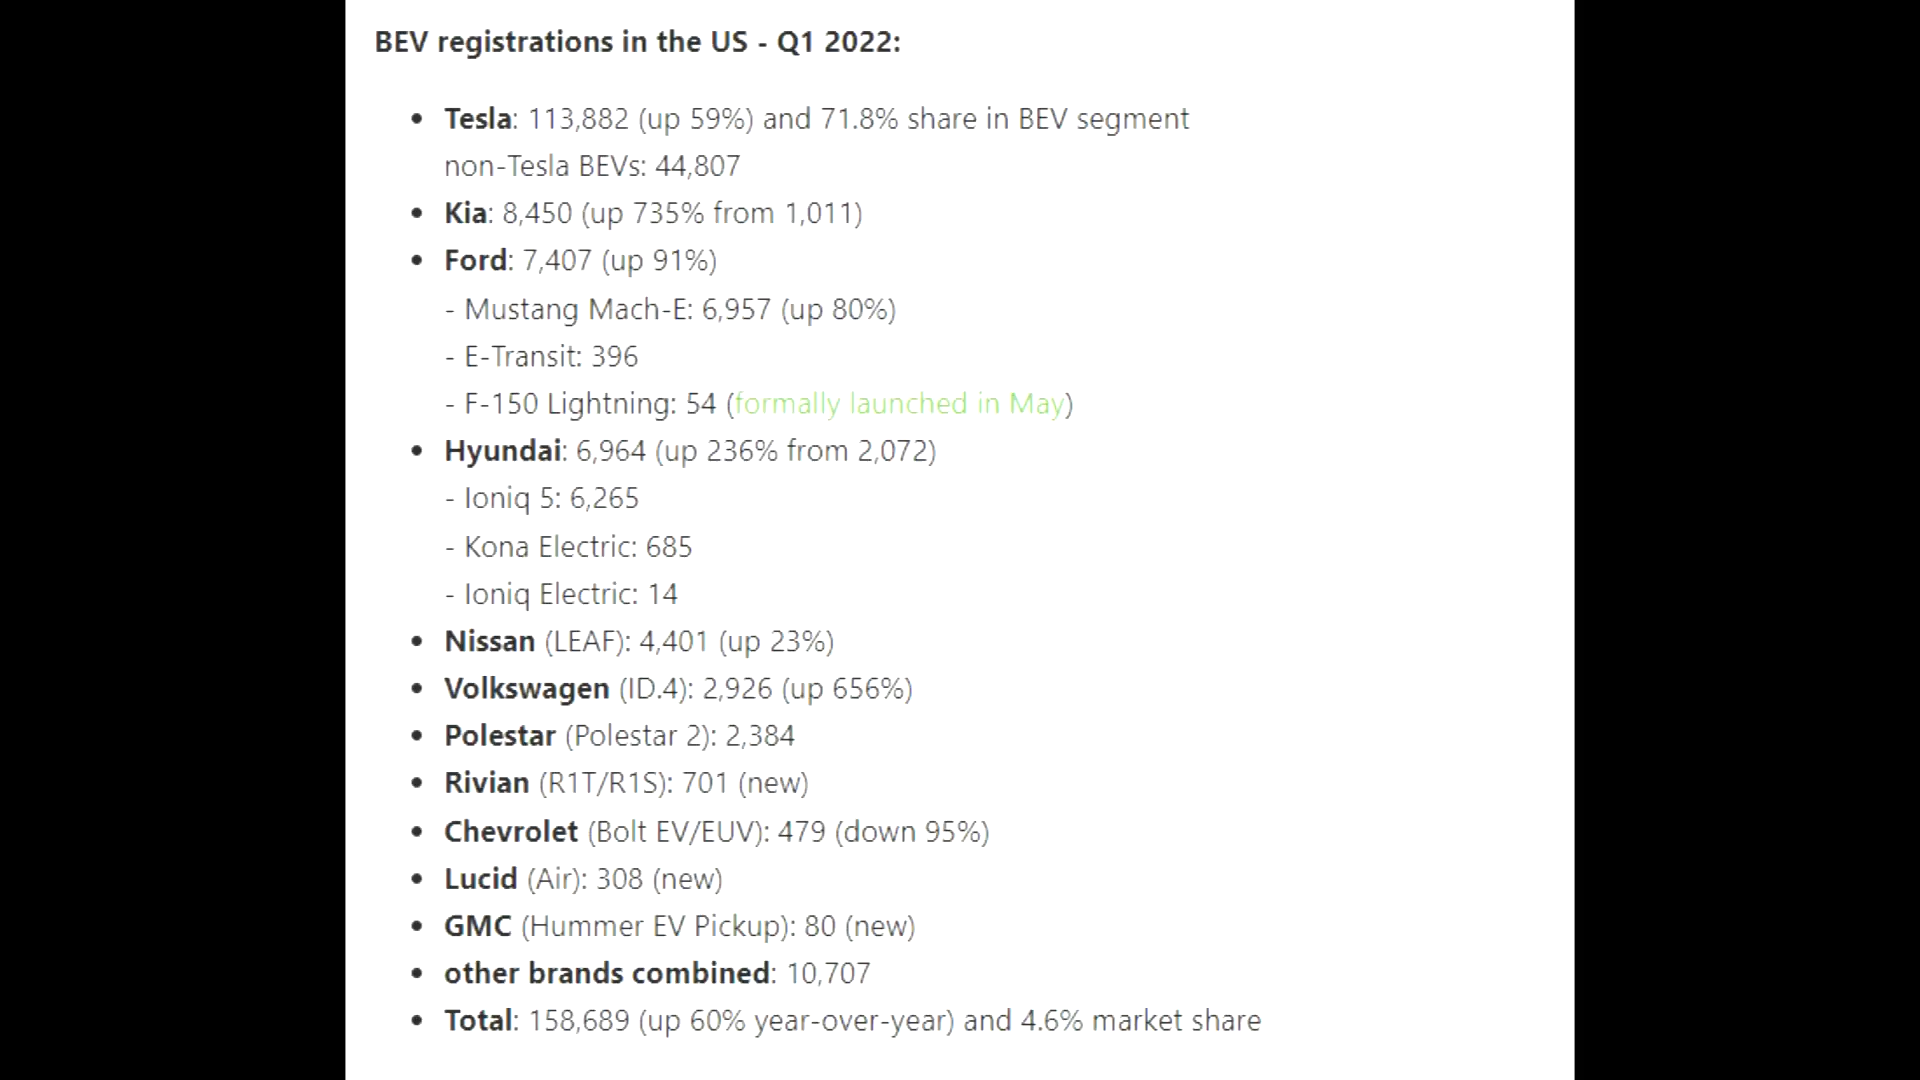 BEV registrations in the US - Q1 2022:
• Tesla: 113,882 (up 59%) and 71.8% share in BEV segment
non-Tesla BEVs: 44,807
• Kia: 8,450 (up 735% from 1,011)
• Ford: 7,407 (up 91%)
- Mustang Mach-E: 6,957 (up 80%)
- E-Transit: 396
- F-150 Lightning: 54 (formally launched in May)
• Hyundai: 6,964 (up 236% from 2,072)
- Ioniq 5: 6,265
- Kona Electric: 685
- Ioniq Electric: 14
• Nissan (LEAF): 4,401 (up 23%)
• Volkswagen (ID.4): 2,926 (up 656%)
• Polestar (Polestar 2): 2,384
• Rivian (R1T/R1S): 701 (new)
• Chevrolet (Bolt EV/EUV): 479 (down 95%)
• Lucid (Air): 308 (new)
• GMC (Hummer EV Pickup): 80 (new)
• other brands combined: 10,707
• Total: 158,689 (up 60% year-over-year) and 4.6% market share